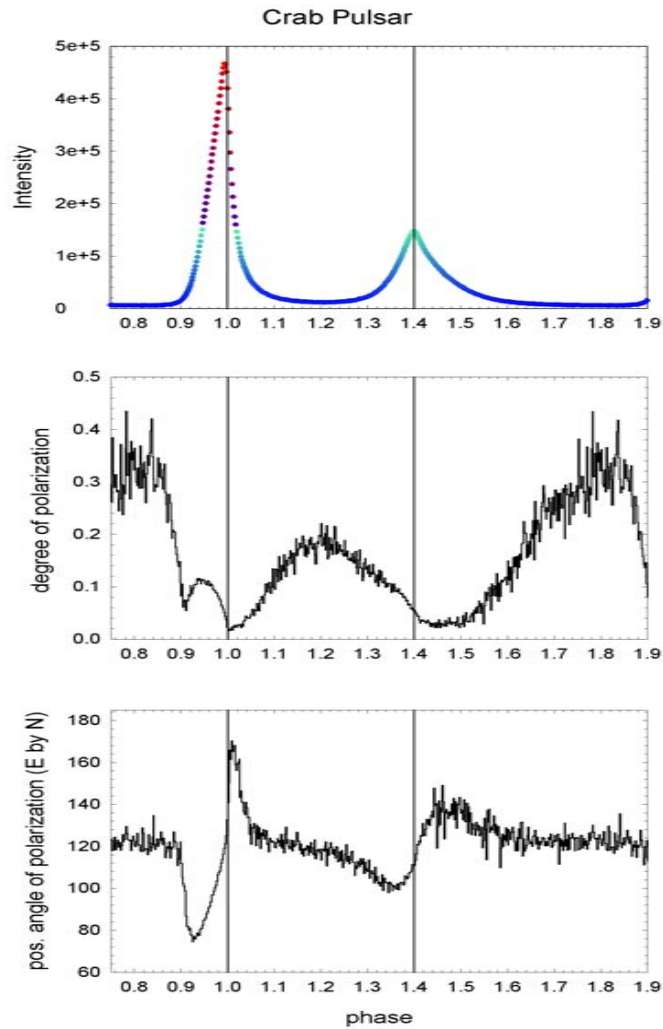 Crab Pulsar
Intensity
5e+5
4e+5
3e+5
2e+5
1e+5
0
0.8 0.9 1.0 1.1 1.2 1.3 1.4 1.5 1.6 1.7 1.8 1.9
degree of polarization
0.5
0.4
0.3
0.2
0.1
0.0
0.8 0.9 1.0 1.1 1.2 1.3 1.4 1.5 1.6 1.7 1.8 1.9
pos. angle of polarization (E by N)
180
160
140
120
100
80
60
0.8 0.9 1.0 1.1 1.2 1.3 1.4 1.5 1.6 1.7 1.8 1.9
phase